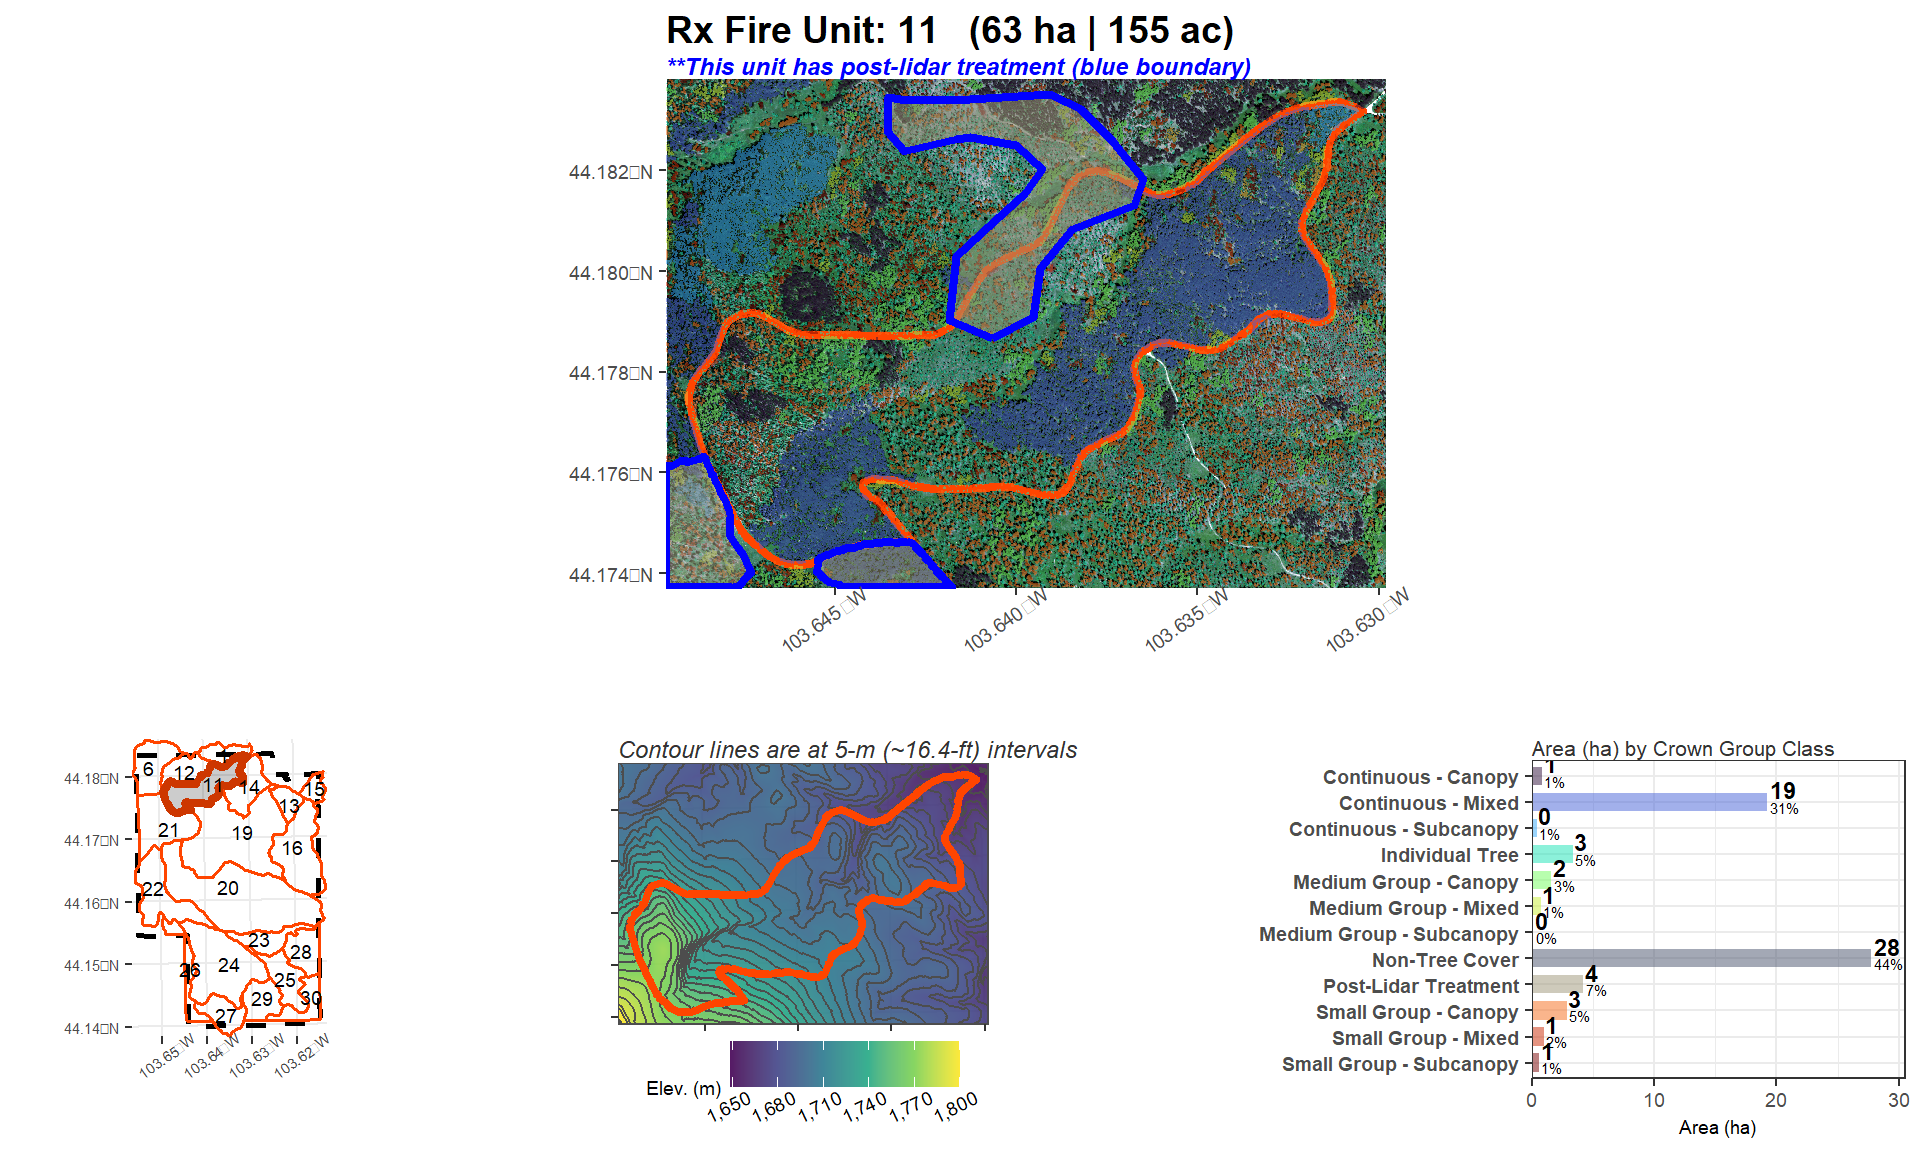 Rx Fire Unit: 11 (63 ha | 155 ac)
**This unit has post-lidar treatment (blue boundary)
44.182□N
44.180□N
44.178□N
44.176□N
44.174□N
103.645□W
103.640□W
103.635□W
103.630□W
44.18□N
44.17□N
44.16□N
44.15□N
44.14□N
6
12
11
14
15
13
21
19
16
22
20
23
28
26
24
25
29
30
27
103.65□W
103.64□W
103.63□W
103.62□W
Contour lines are at 5-m (~16.4-ft) intervals
Elev. (m)
1,650
1,680
1,710
1,740
1,770
1,800
Area (ha) by Crown Group Class
Continuous - Canopy 1 1%
Continuous - Mixed 19 31%
Continuous - Subcanopy 0 1%
Individual Tree 3 5%
Medium Group - Canopy 2 3%
Medium Group - Mixed 1 1%
Medium Group - Subcanopy 0 0%
Non-Tree Cover 28 44%
Post-Lidar Treatment 4 7%
Small Group - Canopy 3 5%
Small Group - Mixed 1 2%
Small Group - Subcanopy 1 1%
0 10 20 30
Area (ha)